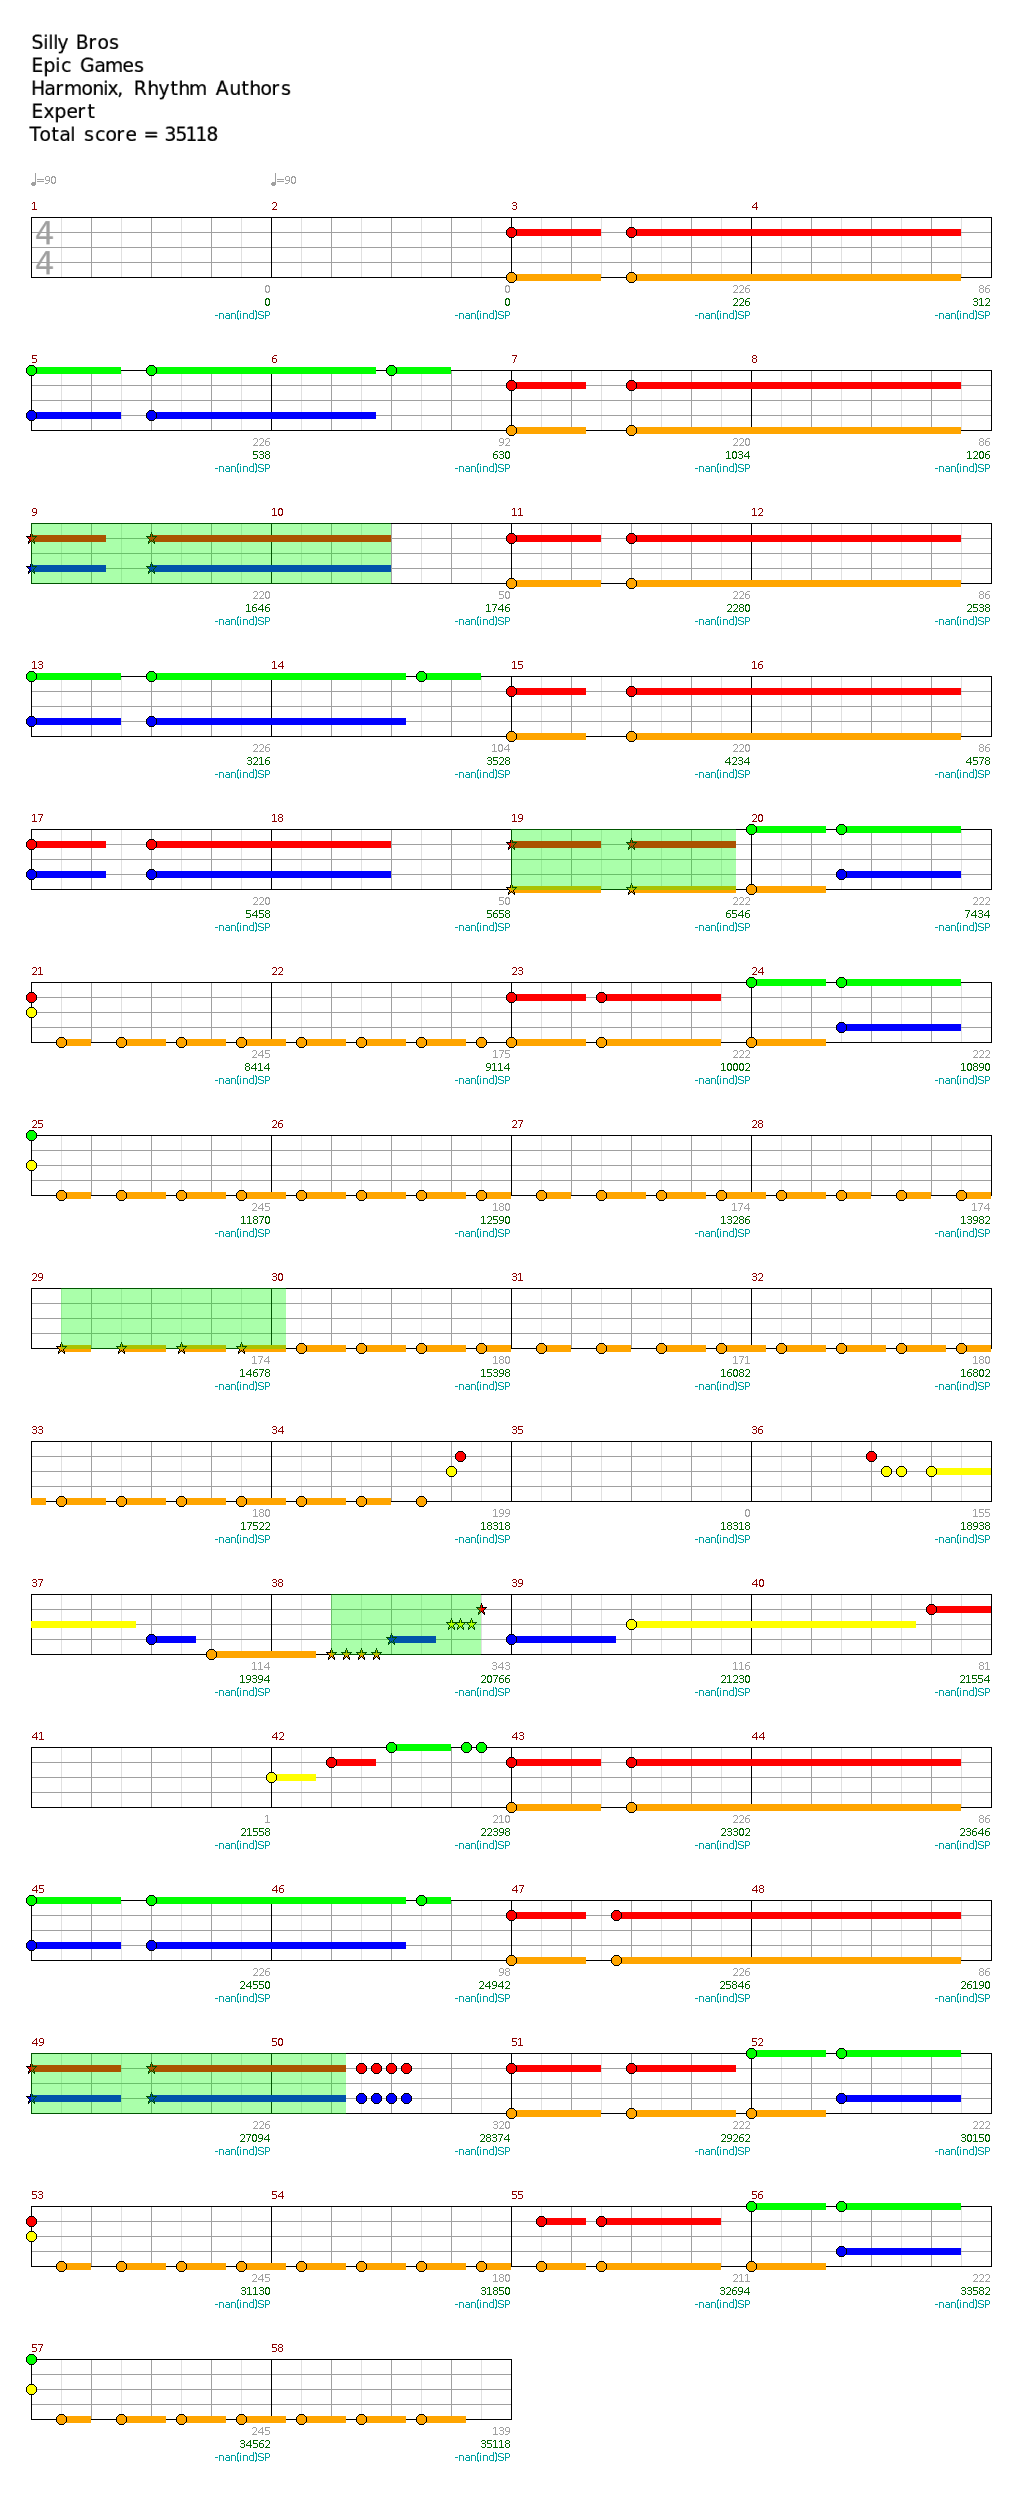 Silly Bros
Epic Games
Harmonix, Rhythm Authors
Expert
Total score = 35118
♩=90 ♩=90
1 2 3 4
4
4
0 0 226 86
0 0 226 312
-nan(ind)SP -nan(ind)SP -nan(ind)SP -nan(ind)SP
5 6 7 8
226 92 220 86
538 630 1034 1206
-nan(ind)SP -nan(ind)SP -nan(ind)SP -nan(ind)SP
9 10 11 12
220 50 226 86
1646 1746 2280 2538
-nan(ind)SP -nan(ind)SP -nan(ind)SP -nan(ind)SP
13 14 15 16
226 104 220 86
3216 3528 4234 4578
-nan(ind)SP -nan(ind)SP -nan(ind)SP -nan(ind)SP
17 18 19 20
220 50 222 222
5458 5658 6546 7434
-nan(ind)SP -nan(ind)SP -nan(ind)SP -nan(ind)SP
21 22 23 24
245 175 222 222
8414 9114 10002 10890
-nan(ind)SP -nan(ind)SP -nan(ind)SP -nan(ind)SP
25 26 27 28
245 180 174 174
11870 12590 13286 13982
-nan(ind)SP -nan(ind)SP -nan(ind)SP -nan(ind)SP
29 30 31 32
174 180 171 180
14678 15398 16082 16802
-nan(ind)SP -nan(ind)SP -nan(ind)SP -nan(ind)SP
33 34 35 36
180 199 0 155
17522 18318 18318 18938
-nan(ind)SP -nan(ind)SP -nan(ind)SP -nan(ind)SP
37 38 39 40
114 343 116 81
19394 20766 21230 21554
-nan(ind)SP -nan(ind)SP -nan(ind)SP -nan(ind)SP
41 42 43 44
1 210 226 86
21558 22398 23302 23646
-nan(ind)SP -nan(ind)SP -nan(ind)SP -nan(ind)SP
45 46 47 48
226 98 226 86
24550 24942 25846 26190
-nan(ind)SP -nan(ind)SP -nan(ind)SP -nan(ind)SP
49 50 51 52
226 320 222 222
27094 28374 29262 30150
-nan(ind)SP -nan(ind)SP -nan(ind)SP -nan(ind)SP
53 54 55 56
245 180 211 222
31130 31850 32694 33582
-nan(ind)SP -nan(ind)SP -nan(ind)SP -nan(ind)SP
57 58
245 139
34562 35118
-nan(ind)SP -nan(ind)SP